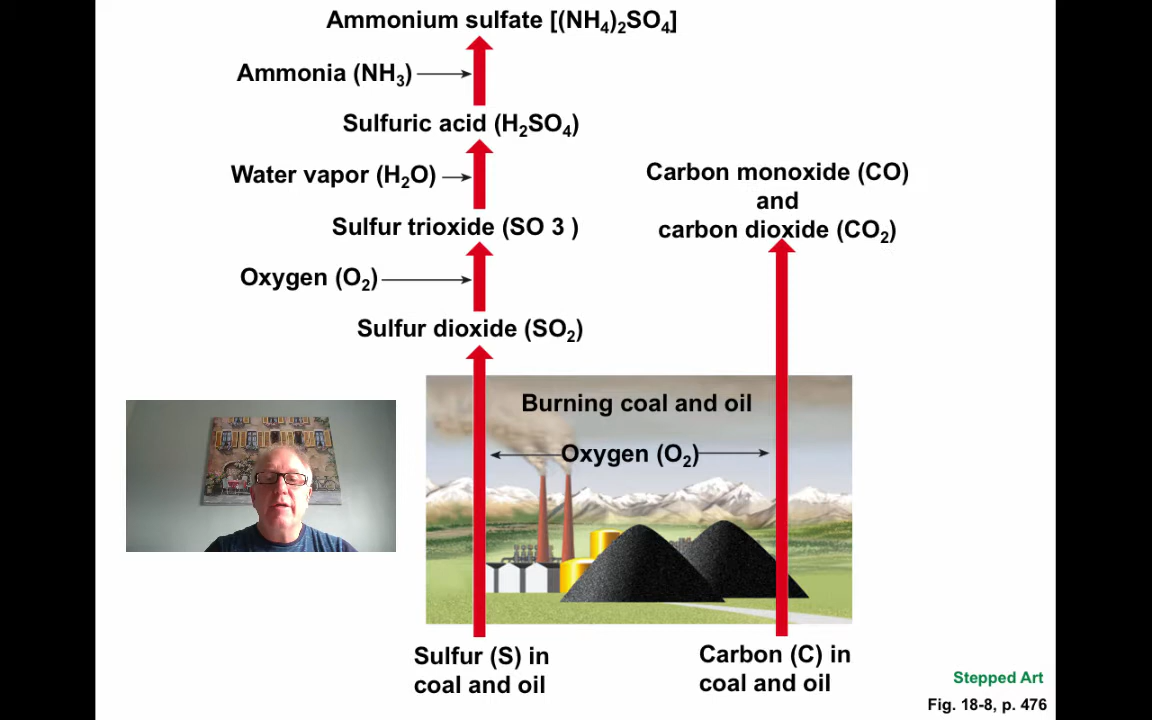 Ammonium sulfate [(NH₄)₂SO₄]
Ammonia (NH₃)
Sulfuric acid (H₂SO₄)
Water vapor (H₂O)
Carbon monoxide (CO)
and
carbon dioxide (CO₂)
Sulfur trioxide (SO 3 )
Oxygen (O₂)
Sulfur dioxide (SO₂)
Burning coal and oil
Oxygen (O₂)
Sulfur (S) in
coal and oil
Carbon (C) in
coal and oil
Stepped Art
Fig. 18-8, p. 476